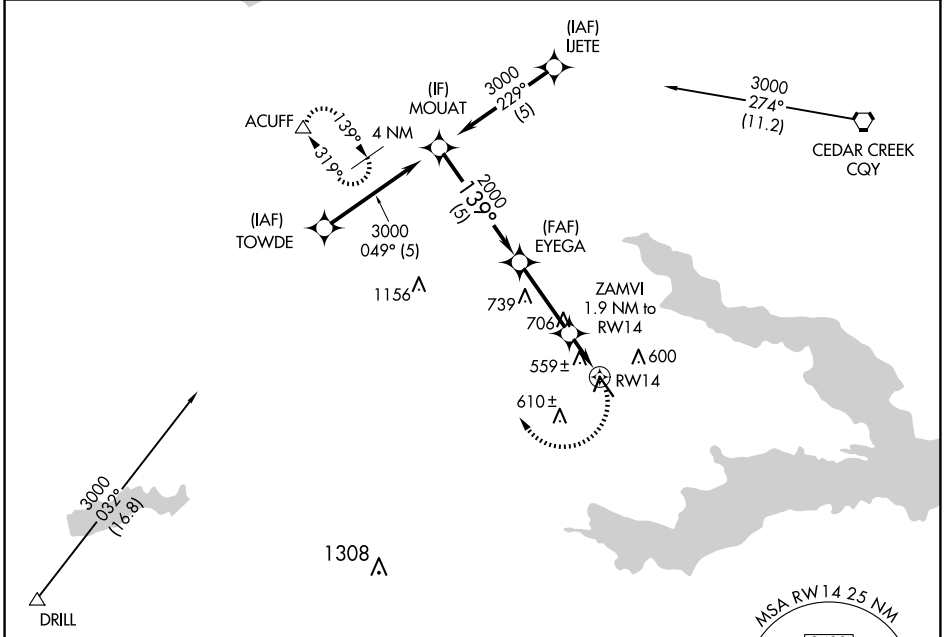 (IAF)
IJETE
3000
229°
(5)
(IF)
MOUAT
3000
274°
(11.2)
CEDAR CREEK
CQY
ACUFF
139°
319°
4 NM
2000
139°
(5)
(IAF)
TOWDE
3000
049° (5)
(FAF)
EYEGA
1156
739
ZAMVI
1.9 NM to
RW14
706
559±
600
RW14
610±
3000
032°
(16.8)
1308
DRILL
MSA RW14 25 NM